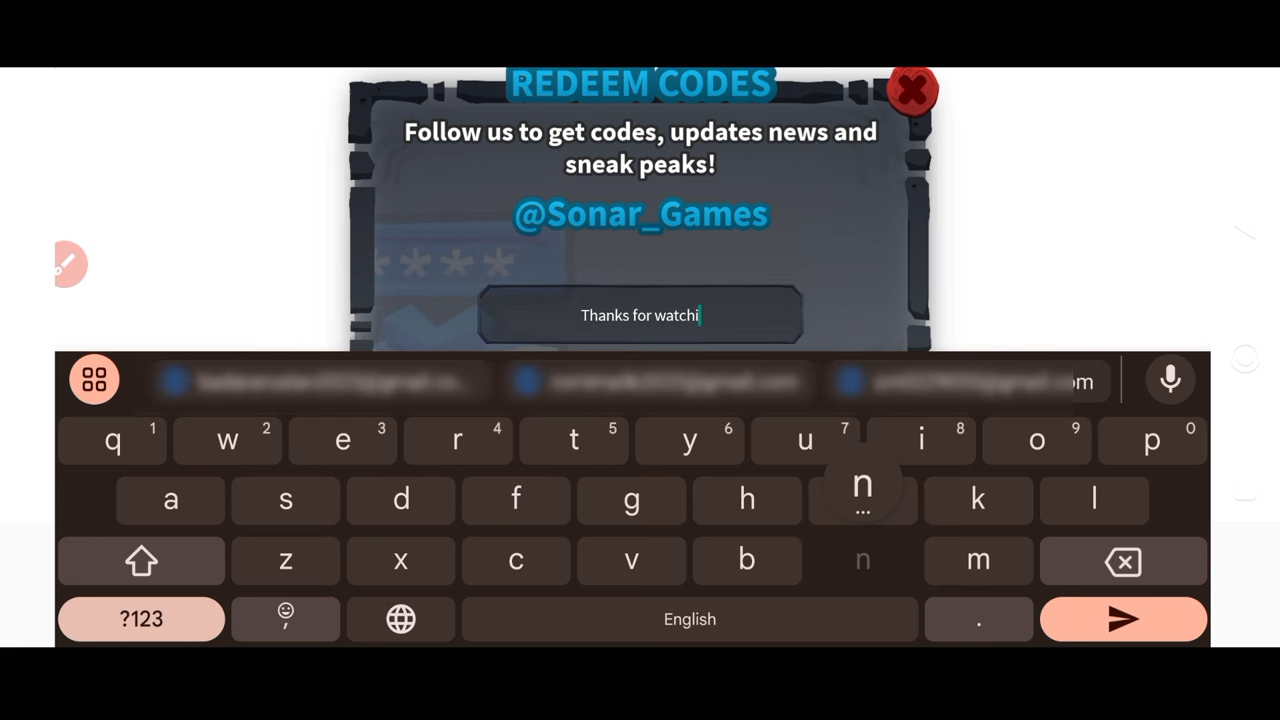 REDEEM CODES
Follow us to get codes, updates news and
sneak peaks!
@Sonar_Games
****
Thanks for watchi
om
q 1 w 2 e 3 r 4 t 5 y 6 u 7 i 8 o 9 p 0
a s d f g h n k l
...
z x c v b n m
?123 , English .